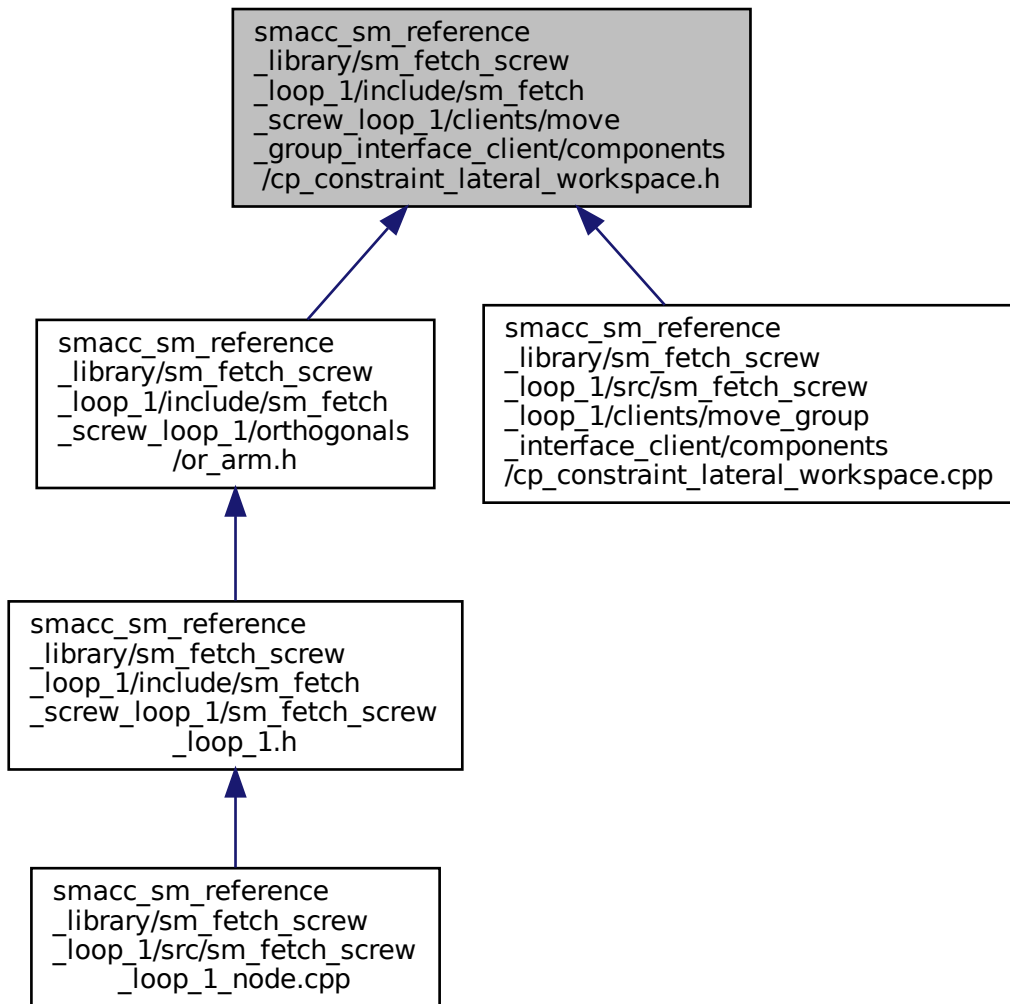 smacc_sm_reference
_library/sm_fetch_screw
_loop_1/include/sm_fetch
_screw_loop_1/clients/move
_group_interface_client/components
/cp_constraint_lateral_workspace.h
smacc_sm_reference
_library/sm_fetch_screw
_loop_1/include/sm_fetch
_screw_loop_1/orthogonals
/or_arm.h
smacc_sm_reference
_library/sm_fetch_screw
_loop_1/src/sm_fetch_screw
_loop_1/clients/move_group
_interface_client/components
/cp_constraint_lateral_workspace.cpp
smacc_sm_reference
_library/sm_fetch_screw
_loop_1/include/sm_fetch
_screw_loop_1/sm_fetch_screw
_loop_1.h
smacc_sm_reference
_library/sm_fetch_screw
_loop_1/src/sm_fetch_screw
_loop_1_node.cpp